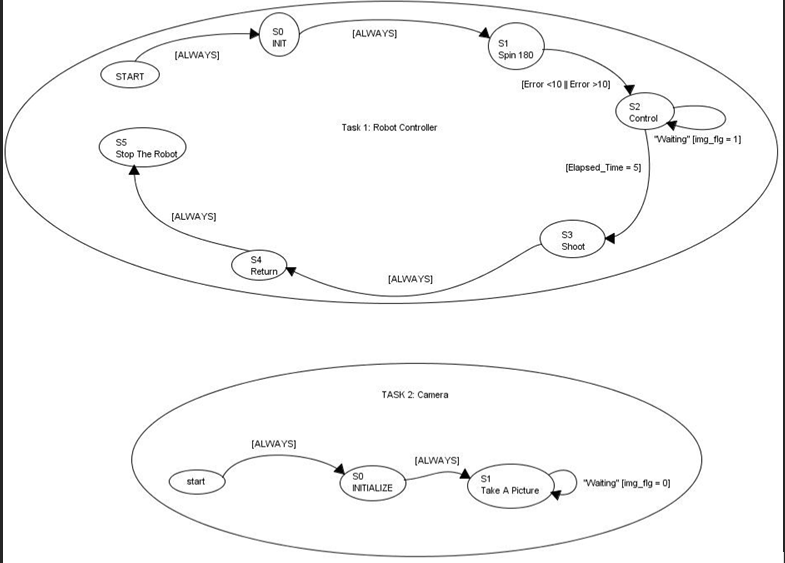 S0
INIT
[ALWAYS]
[ALWAYS]
START
S1
Spin 180
[Error <10 || Error >10]
S2
Control
"Waiting" [img_flg = 1]
Task 1: Robot Controller
S5
Stop The Robot
[Elapsed_Time = 5]
[ALWAYS]
S3
Shoot
S4
Return
[ALWAYS]
TASK 2: Camera
[ALWAYS]
[ALWAYS]
start
S0
INITIALIZE
S1
Take A Picture
"Waiting" [img_flg = 0]